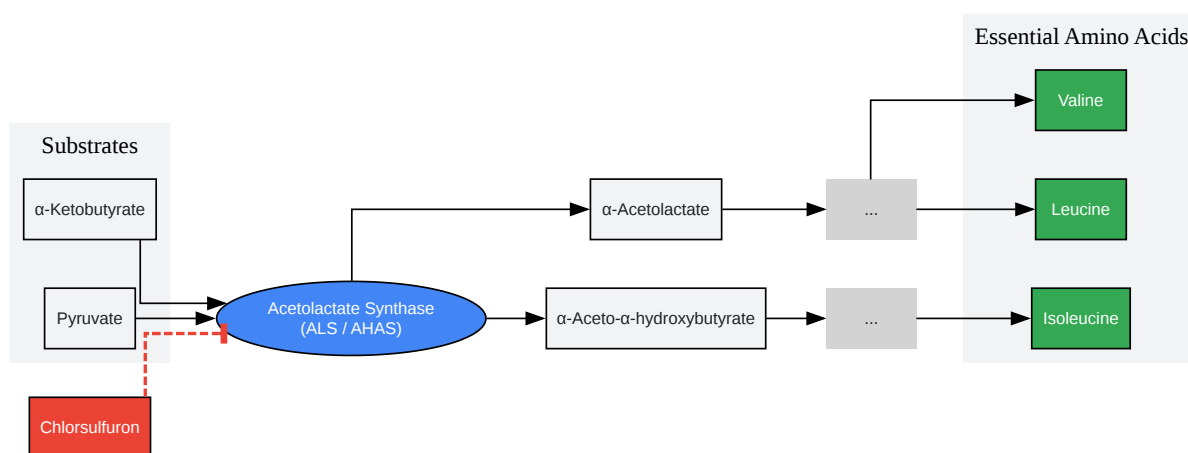 Essential Amino Acids
Valine
Substrates
α-Ketobutyrate
α-Acetolactate
...
Leucine
Pyruvate
Acetolactate Synthase
(ALS / AHAS)
α-Aceto-α-hydroxybutyrate
...
Isoleucine
Chlorsulfuron